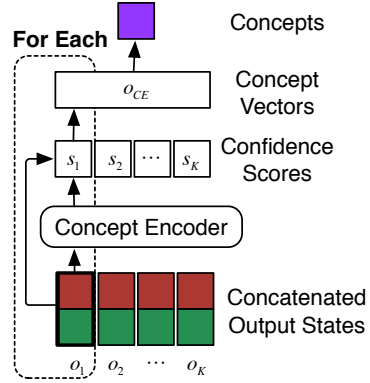 Concepts
For Each
o_CE
Concept
Vectors
s_1 s_2 ⋯ s_K
Confidence
Scores
Concept Encoder
Concatenated
Output States
o_1 o_2 ⋯ o_K